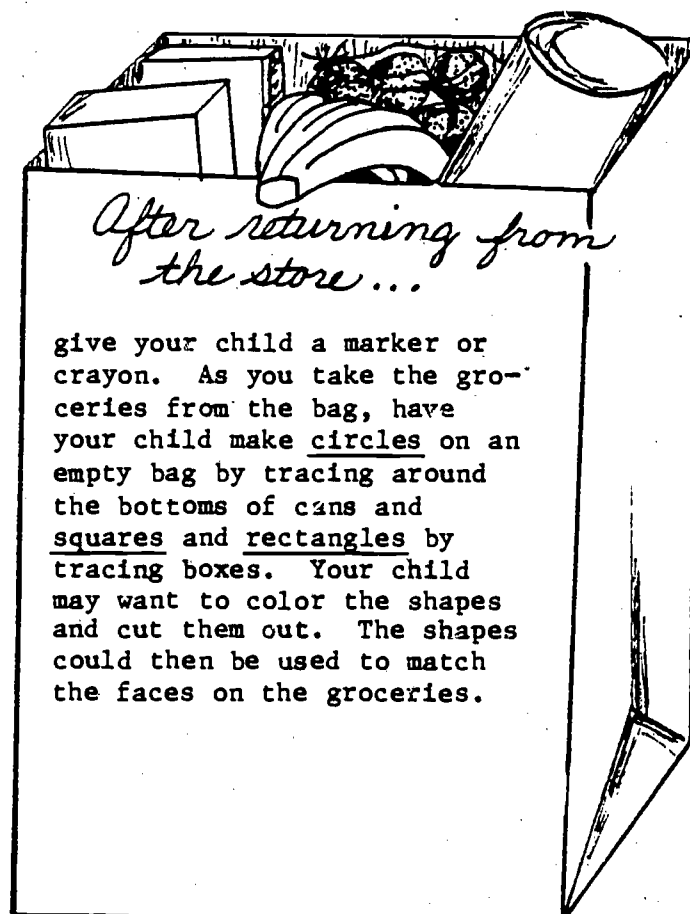 After returning from
the store...
give your child a marker or
crayon. As you take the gro-
ceries from the bag, have
your child make circles on an
empty bag by tracing around
the bottoms of cans and
squares and rectangles by
tracing boxes. Your child
may want to color the shapes
and cut them out. The shapes
could then be used to match
the faces on the groceries.